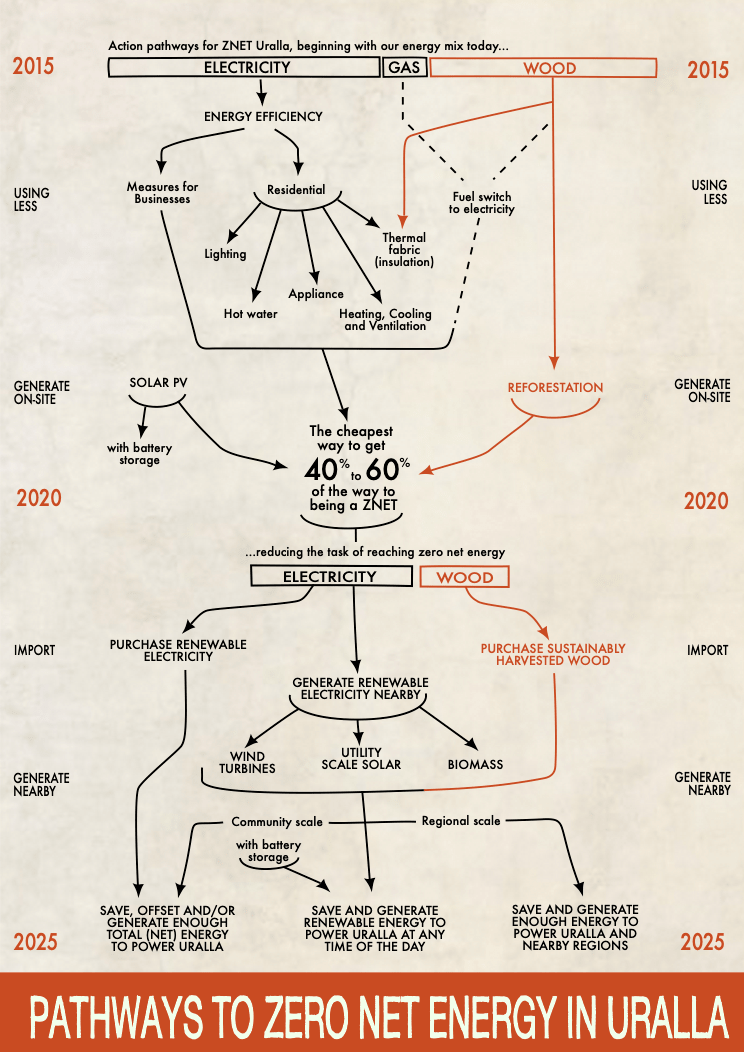 Action pathways for ZNET Uralla, beginning with our energy mix today...
2015
ELECTRICITY
GAS
WOOD
2015
ENERGY EFFICIENCY
USING
LESS
Measures for
Businesses
Residential
Fuel switch
to electricity
USING
LESS
Lighting
Thermal
fabric
(insulation)
Hot water
Appliance
Heating, Cooling
and Ventilation
GENERATE
ON-SITE
SOLAR PV
REFORESTATION
GENERATE
ON-SITE
with battery
storage
The cheapest
way to get
40% to 60%
of the way to
being a ZNET
2020
2020
...reducing the task of reaching zero net energy
ELECTRICITY
WOOD
IMPORT
PURCHASE RENEWABLE
ELECTRICITY
PURCHASE SUSTAINABLY
HARVESTED WOOD
IMPORT
GENERATE RENEWABLE
ELECTRICITY NEARBY
WIND
TURBINES
UTILITY
SCALE SOLAR
BIOMASS
GENERATE
NEARBY
GENERATE
NEARBY
Community scale
Regional scale
with battery
storage
SAVE, OFFSET AND/OR
GENERATE ENOUGH
TOTAL (NET) ENERGY
TO POWER URALLA
SAVE AND GENERATE
RENEWABLE ENERGY TO
POWER URALLA AT ANY
TIME OF THE DAY
SAVE AND GENERATE
ENOUGH ENERGY TO
POWER URALLA AND
NEARBY REGIONS
2025
2025
PATHWAYS TO ZERO NET ENERGY IN URALLA